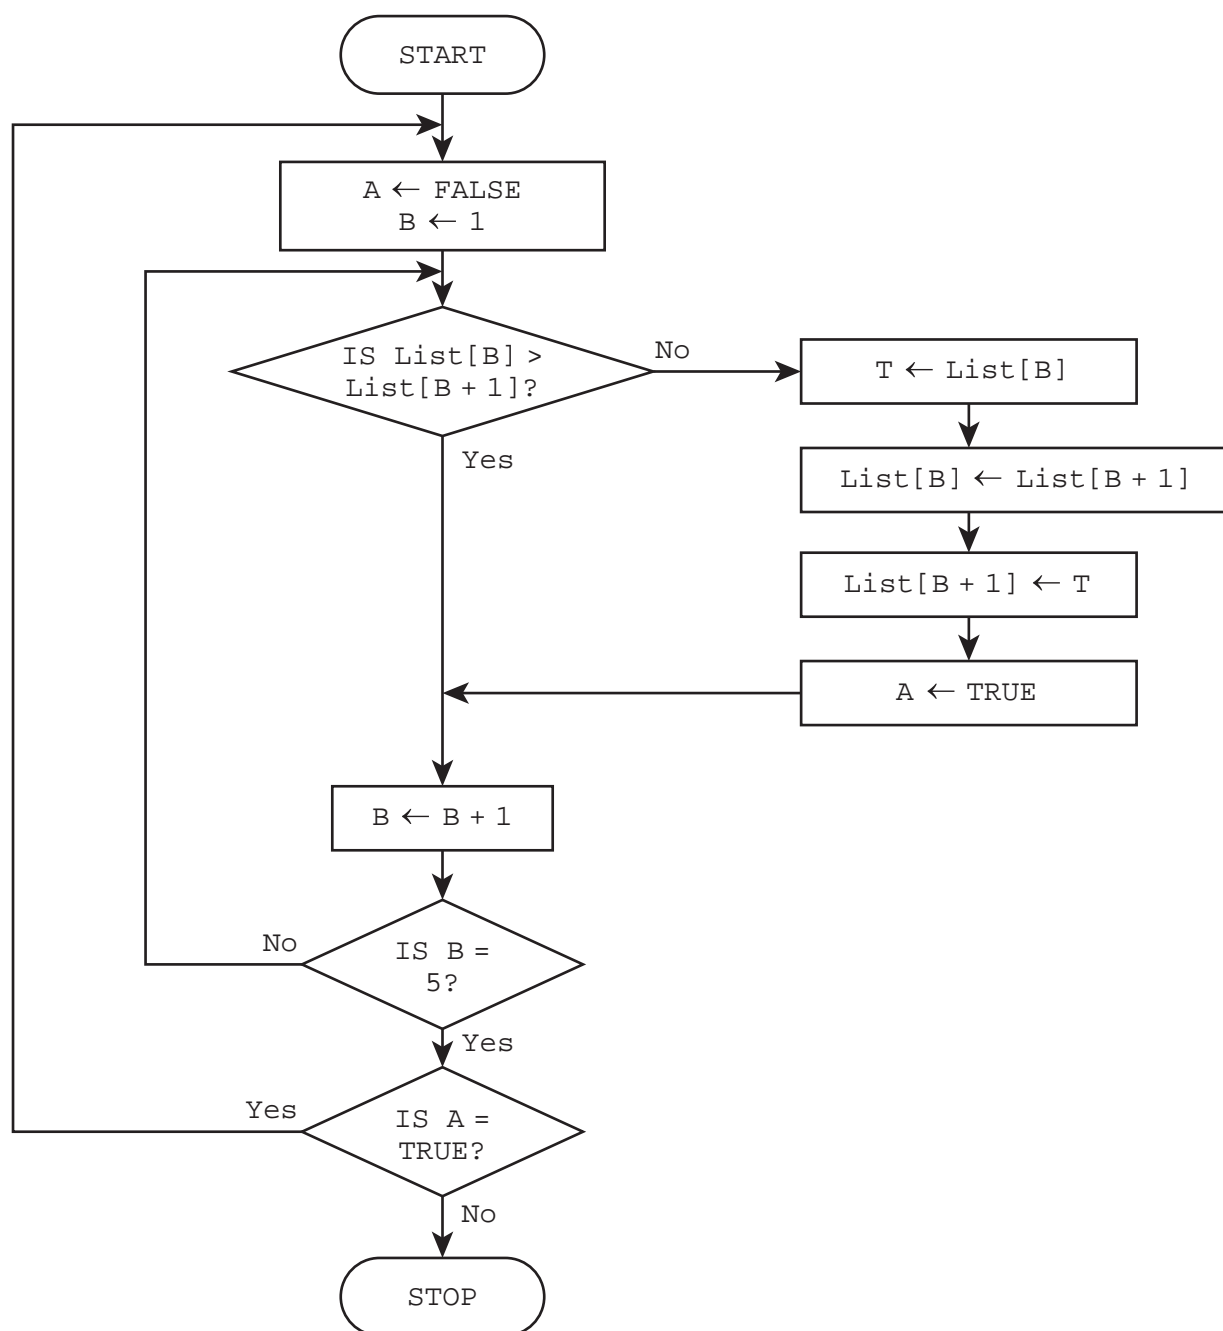 START
A ← FALSE
B ← 1
IS List[B] >
List[B + 1]?
No
Yes
T ← List[B]
List[B] ← List[B + 1]
List[B + 1] ← T
A ← TRUE
B ← B + 1
No
IS B =
5?
Yes
Yes
IS A =
TRUE?
No
STOP